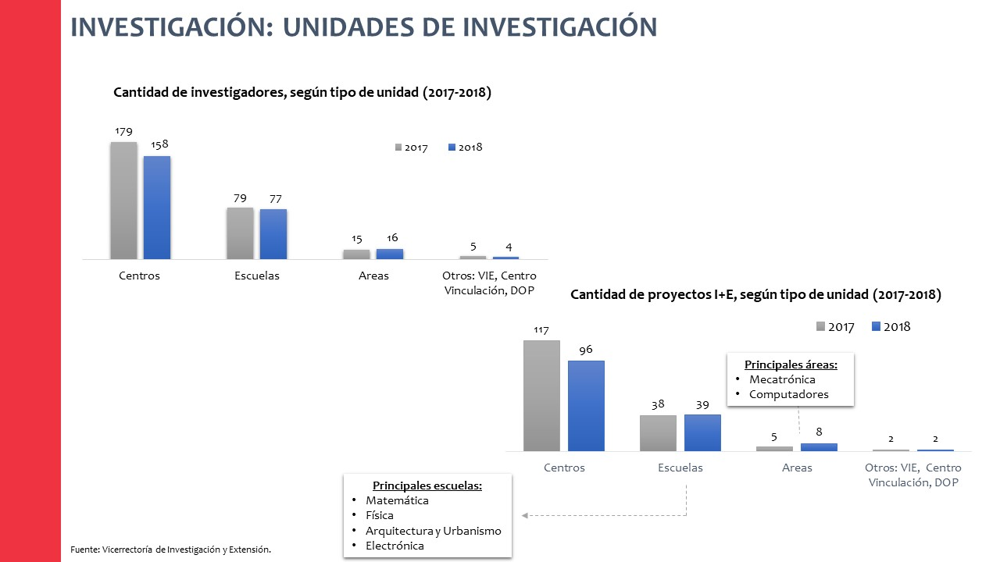 INVESTIGACIÓN: UNIDADES DE INVESTIGACIÓN
Cantidad de investigadores, según tipo de unidad (2017-2018)
2017 2018
179 158 79 77 15 16 5 4
Centros Escuelas Areas Otros: VIE, Centro
Vinculación, DOP
Cantidad de proyectos I+E, según tipo de unidad (2017-2018)
2017 2018
117 96 38 39 5 8 2 2
Principales áreas:
• Mecatrónica
• Computadores
Centros Escuelas Areas Otros: VIE, Centro
Vinculación, DOP
Principales escuelas:
• Matemática
• Física
• Arquitectura y Urbanismo
• Electrónica
Fuente: Vicerrectoría de Investigación y Extensión.